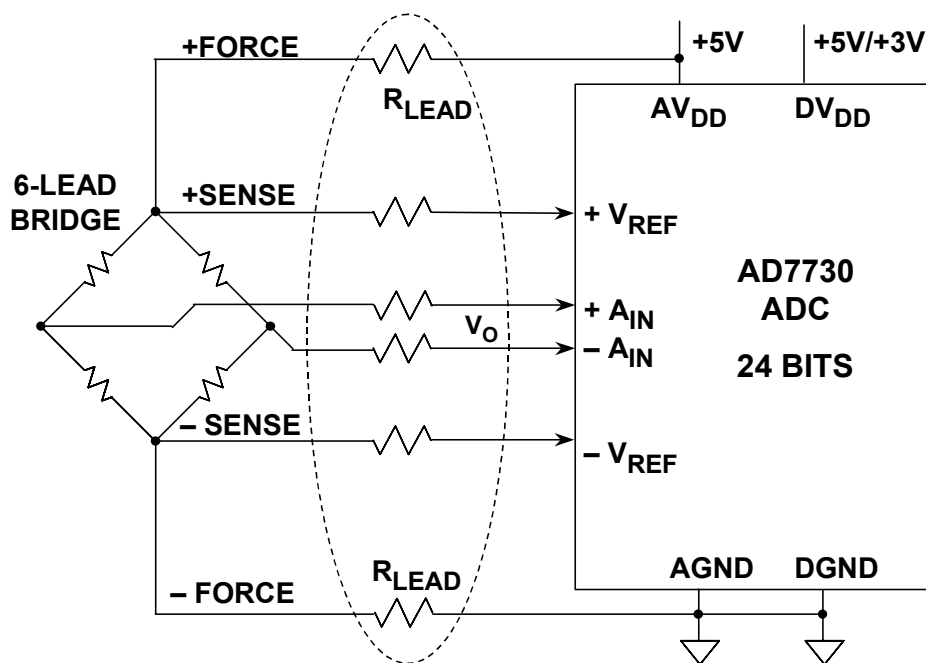 +FORCE
+5V
+5V/+3V
R_LEAD
AV_DD
DV_DD
6-LEAD
BRIDGE
+SENSE
+ V_REF
AD7730
ADC
24 BITS
+ A_IN
V_O
– A_IN
– SENSE
– V_REF
R_LEAD
AGND
DGND
– FORCE